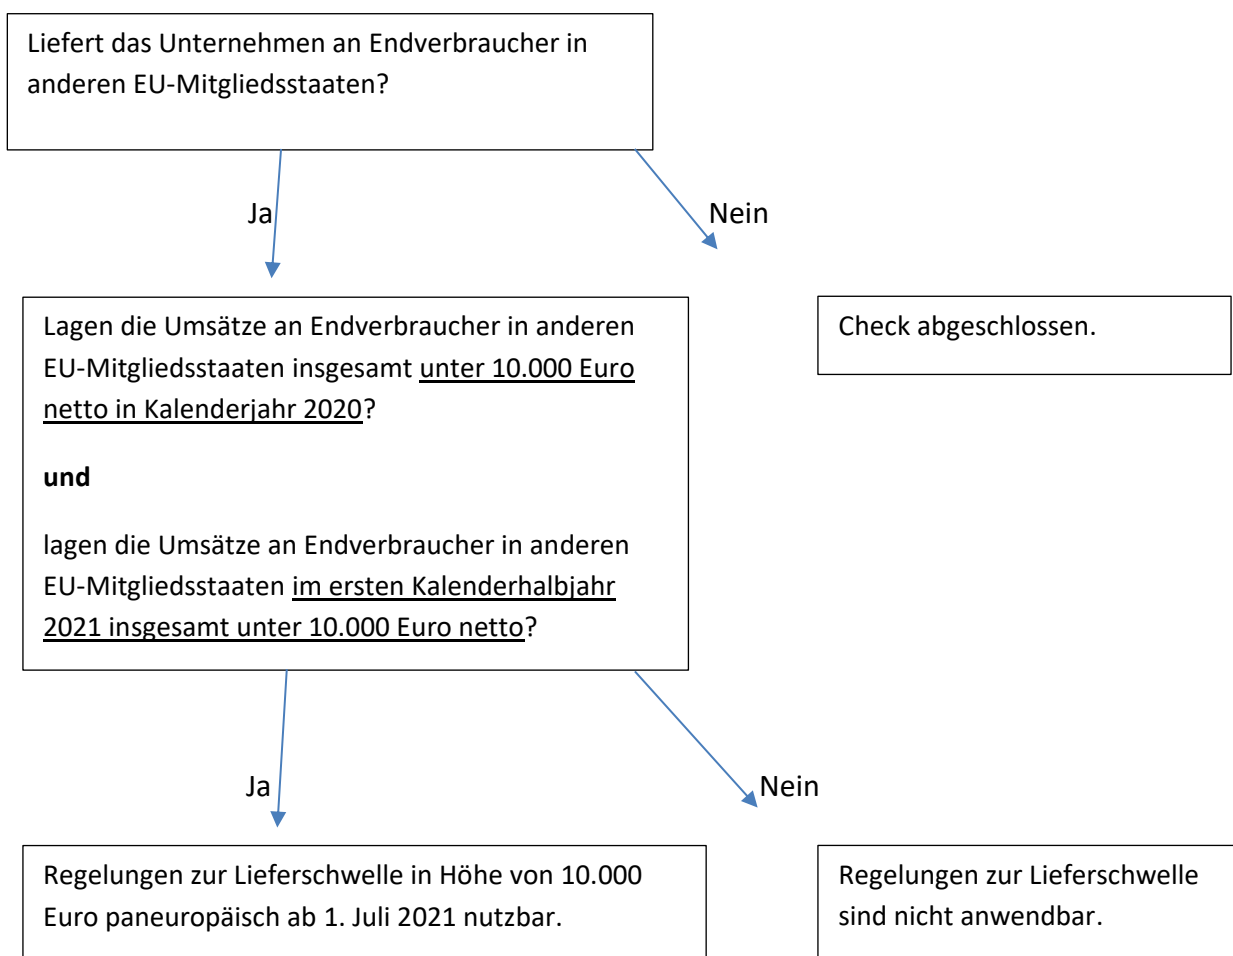 Liefert das Unternehmen an Endverbraucher in
anderen EU-Mitgliedsstaaten?
Ja
Nein
Lagen die Umsätze an Endverbraucher in anderen
EU-Mitgliedsstaaten insgesamt unter 10.000 Euro
netto in Kalenderjahr 2020?
und
lagen die Umsätze an Endverbraucher in anderen
EU-Mitgliedsstaaten im ersten Kalenderhalbjahr
2021 insgesamt unter 10.000 Euro netto?
Check abgeschlossen.
Ja
Nein
Regelungen zur Lieferschwelle in Höhe von 10.000
Euro paneuropäisch ab 1. Juli 2021 nutzbar.
Regelungen zur Lieferschwelle
sind nicht anwendbar.